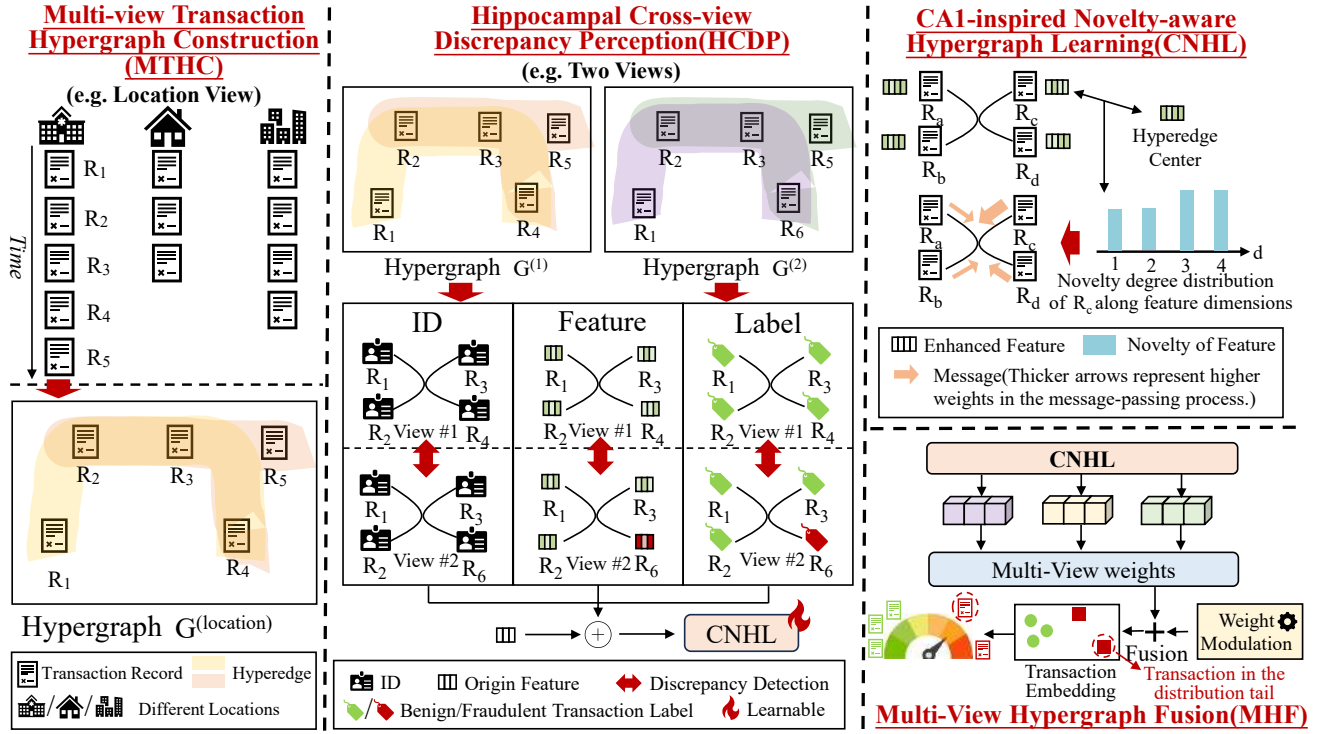 Multi-view Transaction
Hypergraph Construction
(MTHC)
(e.g. Location View)
Time
R1
R2
R3
R4
R5
R2
R3
R5
R1
R4
Hypergraph G(location)
Transaction Record
Hyperedge
/ /
Different Locations
Hippocampal Cross-view
Discrepancy Perception(HCDP)
(e.g. Two Views)
R2
R3
R5
R1
R4
Hypergraph G(1)
R2
R3
R5
R1
R6
Hypergraph G(2)
ID
R1
R3
R2 View #1 R4
R1
R3
R2 View #2 R6
Feature
R1
R3
R2 View #1 R4
R1
R3
R2 View #2 R6
Label
R1
R3
R2 View #1 R4
R1
R3
R2 View #2 R6
+
CNHL
ID
Origin Feature
Discrepancy Detection
/
Benign/Fraudulent Transaction Label
Learnable
CA1-inspired Novelty-aware
Hypergraph Learning(CNHL)
Ra
Rc
Rb
Rd
Hyperedge
Center
Ra
Rc
Rb
Rd
d
1 2 3 4
Novelty degree distribution
of Rc along feature dimensions
Enhanced Feature
Novelty of Feature
Message(Thicker arrows represent higher
weights in the message-passing process.)
CNHL
Multi-View weights
+
Fusion
Weight
Modulation
Transaction
Embedding
Transaction in the
distribution tail
Multi-View Hypergraph Fusion(MHF)